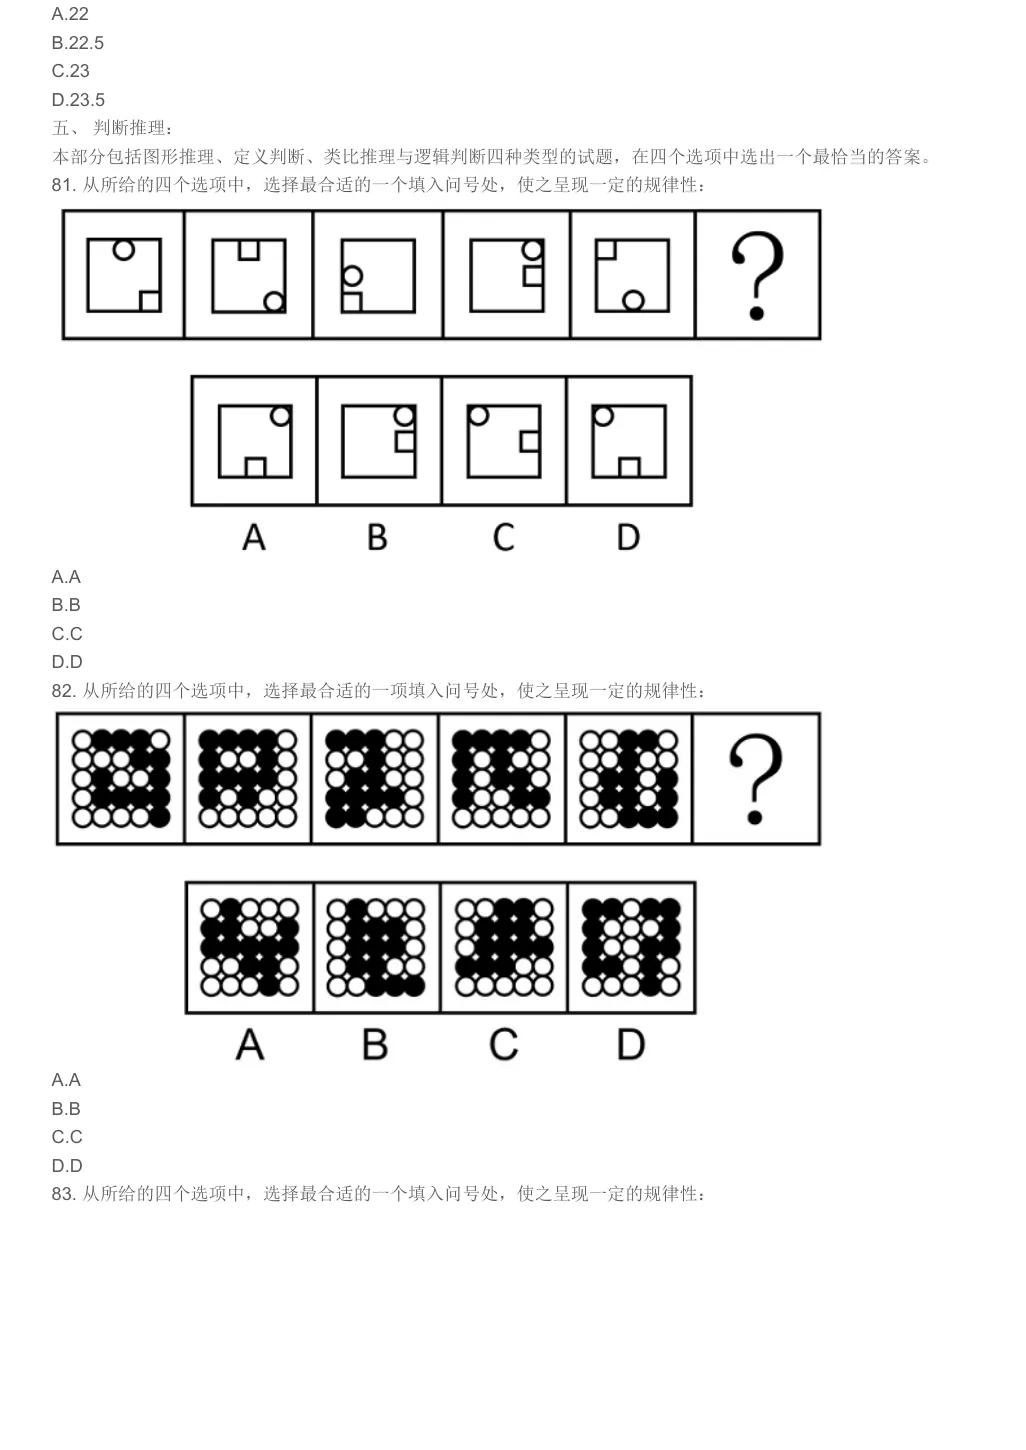 A.22
B.22.5
C.23
D.23.5
五、 判断推理：
本部分包括图形推理、定义判断、类比推理与逻辑判断四种类型的试题，在四个选项中选出一个最恰当的答案。
81. 从所给的四个选项中，选择最合适的一个填入问号处，使之呈现一定的规律性：
?
A B C D
A.A
B.B
C.C
D.D
82. 从所给的四个选项中，选择最合适的一项填入问号处，使之呈现一定的规律性：
?
A B C D
A.A
B.B
C.C
D.D
83. 从所给的四个选项中，选择最合适的一个填入问号处，使之呈现一定的规律性：